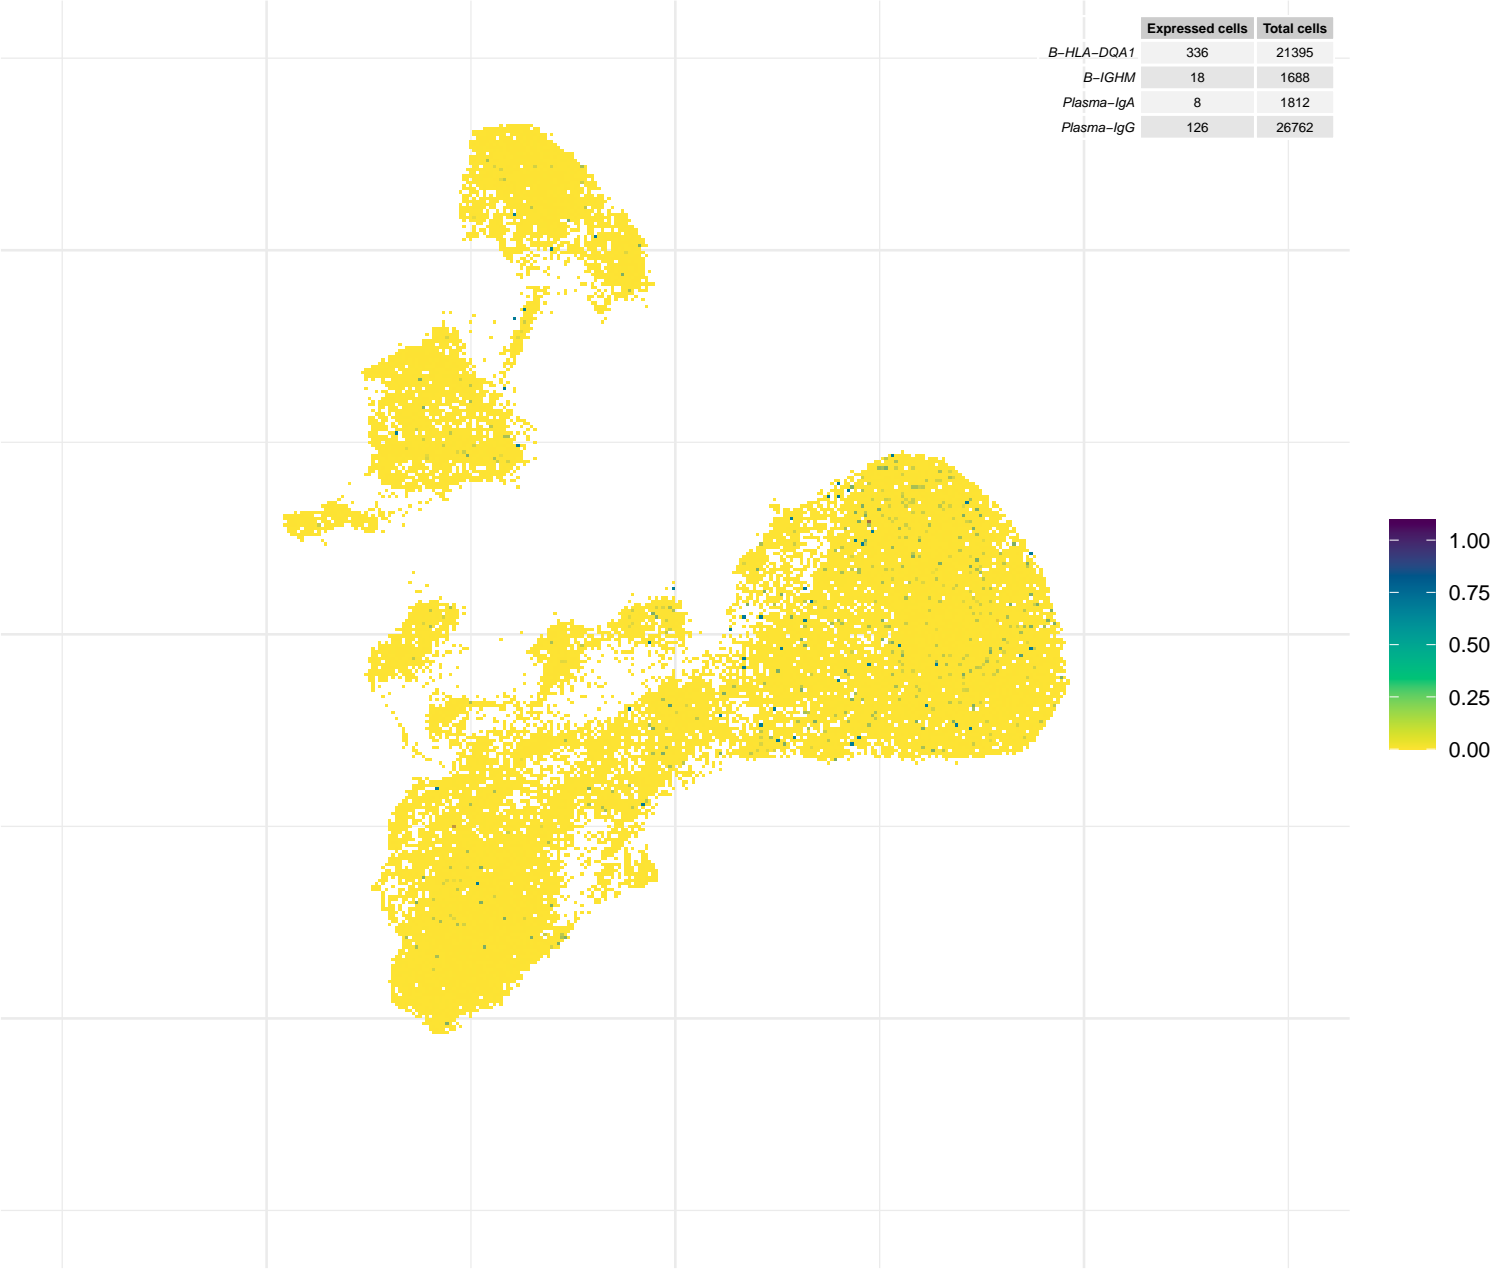 Expressed cells Total cells
B−HLA−DQA1 336 21395
B−IGHM 18 1688
Plasma−IgA 8 1812
Plasma−IgG 126 26762
1.00
0.75
0.50
0.25
0.00